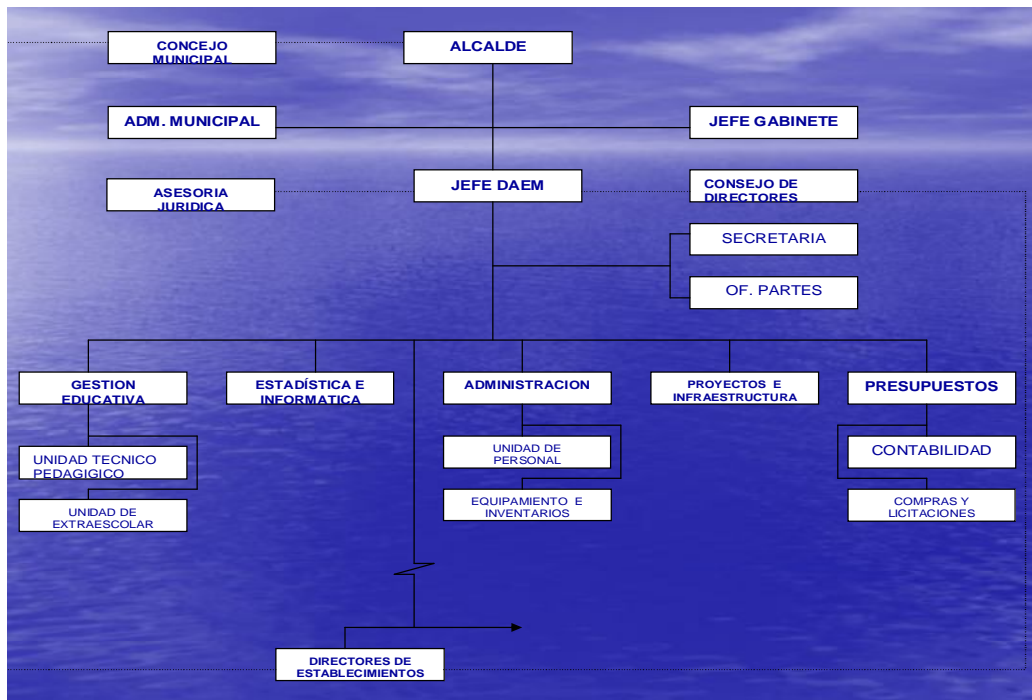 CONCEJO
MUNICIPAL
ALCALDE
ADM. MUNICIPAL
JEFE GABINETE
ASESORIA
JURIDICA
JEFE DAEM
CONSEJO DE
DIRECTORES
SECRETARIA
OF. PARTES
GESTION
EDUCATIVA
ESTADÍSTICA E
INFORMATICA
ADMINISTRACION
PROYECTOS E
INFRAESTRUCTURA
PRESUPUESTOS
UNIDAD TECNICO
PEDAGIGICO
UNIDAD DE
PERSONAL
CONTABILIDAD
UNIDAD DE
EXTRAESCOLAR
EQUIPAMIENTO E
INVENTARIOS
COMPRAS Y
LICITACIONES
DIRECTORES DE
ESTABLECIMIENTOS